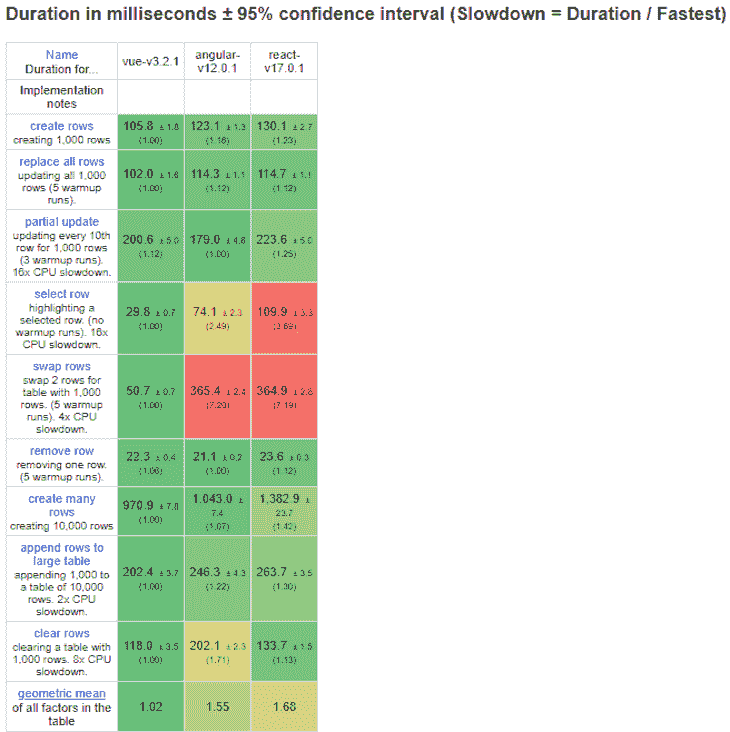 Duration in milliseconds ± 95% confidence interval (Slowdown = Duration / Fastest)
Name
Duration for...
vue-v3.2.1
angular-
v12.0.1
react-
v17.0.1
Implementation
notes
create rows
creating 1,000 rows
105.8 ± 1.8
(1.00)
123.1 ± 1.3
(1.16)
130.1 ± 2.7
(1.23)
replace all rows
updating all 1,000
rows (5 warmup
runs).
102.0 ± 1.6
(1.00)
114.3 ± 1.1
(1.12)
114.7 ± 1.1
(1.12)
partial update
updating every 10th
row for 1,000 rows
(3 warmup runs).
16x CPU slowdown.
200.6 ± 5.0
(1.12)
179.0 ± 4.8
(1.00)
223.6 ± 5.0
(1.25)
select row
highlighting a
selected row. (no
warmup runs). 16x
CPU slowdown.
29.8 ± 0.7
(1.00)
74.1 ± 2.3
(2.49)
109.9 ± 3.3
(3.69)
swap rows
swap 2 rows for
table with 1,000
rows. (5 warmup
runs). 4x CPU
slowdown.
50.7 ± 0.7
(1.00)
365.4 ± 2.4
(7.20)
364.9 ± 2.8
(7.19)
remove row
removing one row.
(5 warmup runs).
22.3 ± 0.4
(1.06)
21.1 ± 0.2
(1.00)
23.6 ± 0.3
(1.12)
create many
rows
creating 10,000 rows
970.9 ± 7.8
(1.00)
1,043.0 ±
7.4
(1.07)
1,382.9 ±
23.7
(1.42)
append rows to
large table
appending 1,000 to
a table of 10,000
rows. 2x CPU
slowdown.
202.4 ± 3.7
(1.00)
246.3 ± 4.3
(1.22)
263.7 ± 3.5
(1.30)
clear rows
clearing a table with
1,000 rows. 8x CPU
slowdown.
118.0 ± 3.5
(1.00)
202.1 ± 2.3
(1.71)
133.7 ± 1.5
(1.13)
geometric mean
of all factors in the
table
1.02
1.55
1.68